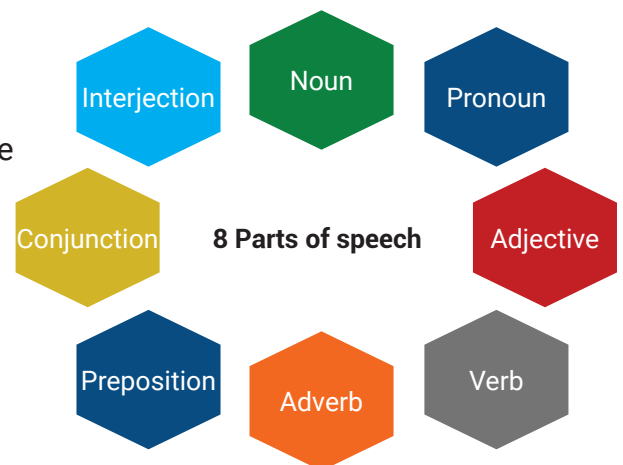 Noun
Interjection
Pronoun
e
Conjunction
8 Parts of speech
Adjective
Preposition
Verb
Adverb